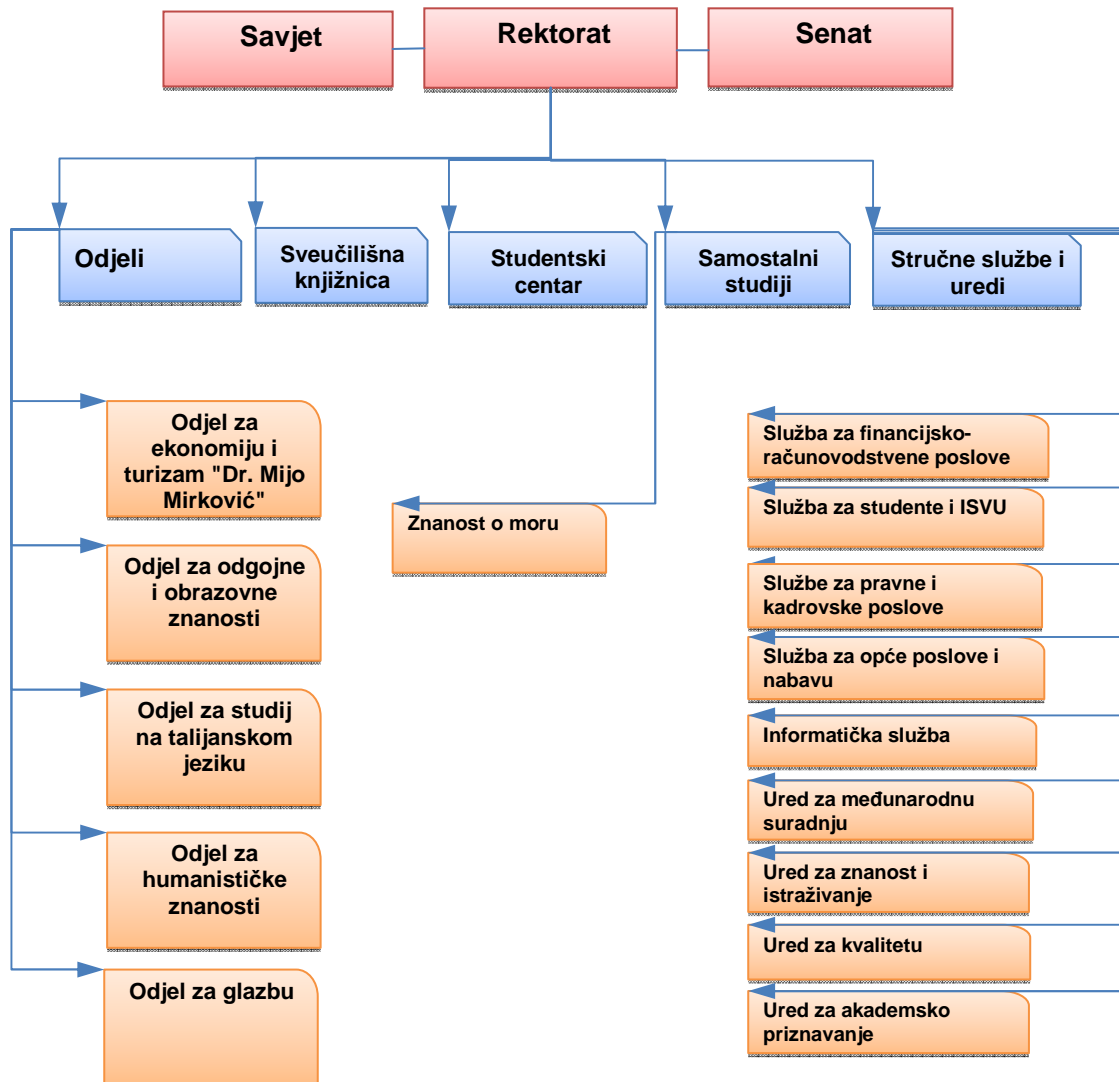 Savjet
Rektorat
Senat
Odjeli
Sveučilišna
knjižnica
Studentski
centar
Samostalni
studiji
Stručne službe i
uredi
Odjel za
ekonomiju i
turizam "Dr. Mijo
Mirković"
Odjel za odgojne
i obrazovne
znanosti
Odjel za studij
na talijanskom
jeziku
Odjel za
humanističke
znanosti
Odjel za glazbu
Znanost o moru
Služba za financijsko-
računovodstvene poslove
Služba za studente i ISVU
Službe za pravne i
kadrovske poslove
Služba za opće poslove i
nabavu
Informatička služba
Ured za međunarodnu
suradnju
Ured za znanost i
istraživanje
Ured za kvalitetu
Ured za akademsko
priznavanje